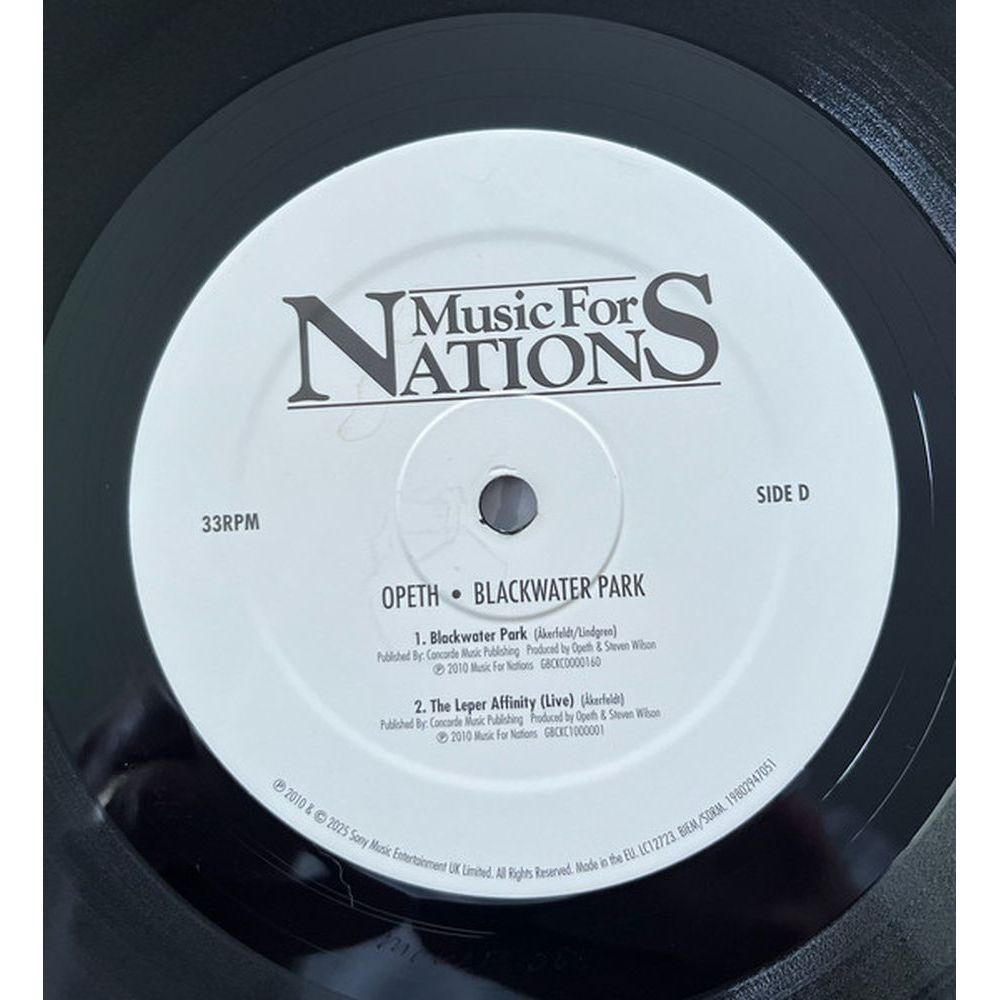 Music For
NATIONS
33RPM
SIDE D
OPETH • BLACKWATER PARK
1. Blackwater Park (Åkerfeldt/Lindgren)
Published By: Concorde Music Publishing Produced by Opeth & Steven Wilson
℗ 2010 Music For Nations GBCKC0000160
2. The Leper Affinity (Live) (Åkerfeldt)
Published By: Concorde Music Publishing Produced by Opeth & Steven Wilson
℗ 2010 Music For Nations GBCKC1000001
℗ 2010 & © 2025 Sony Music Entertainment UK Limited. All Rights Reserved. Made in the EU. LC12723. BIEM/SDRM. 19802947051